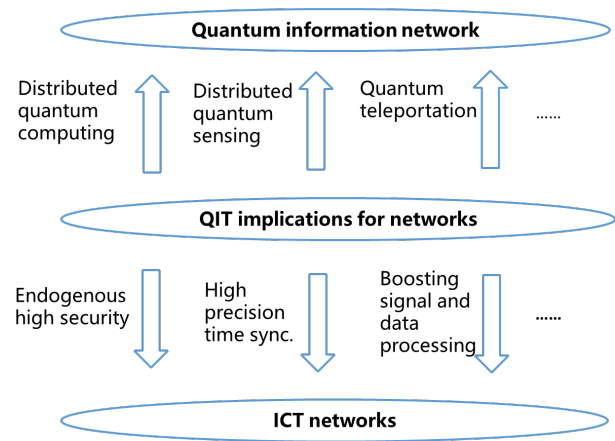 Quantum information network
Distributed
quantum
computing
Distributed
quantum
sensing
Quantum
teleportation
......
QIT implications for networks
Endogenous
high security
High
precision
time sync.
Boosting
signal and
data
processing
......
ICT networks